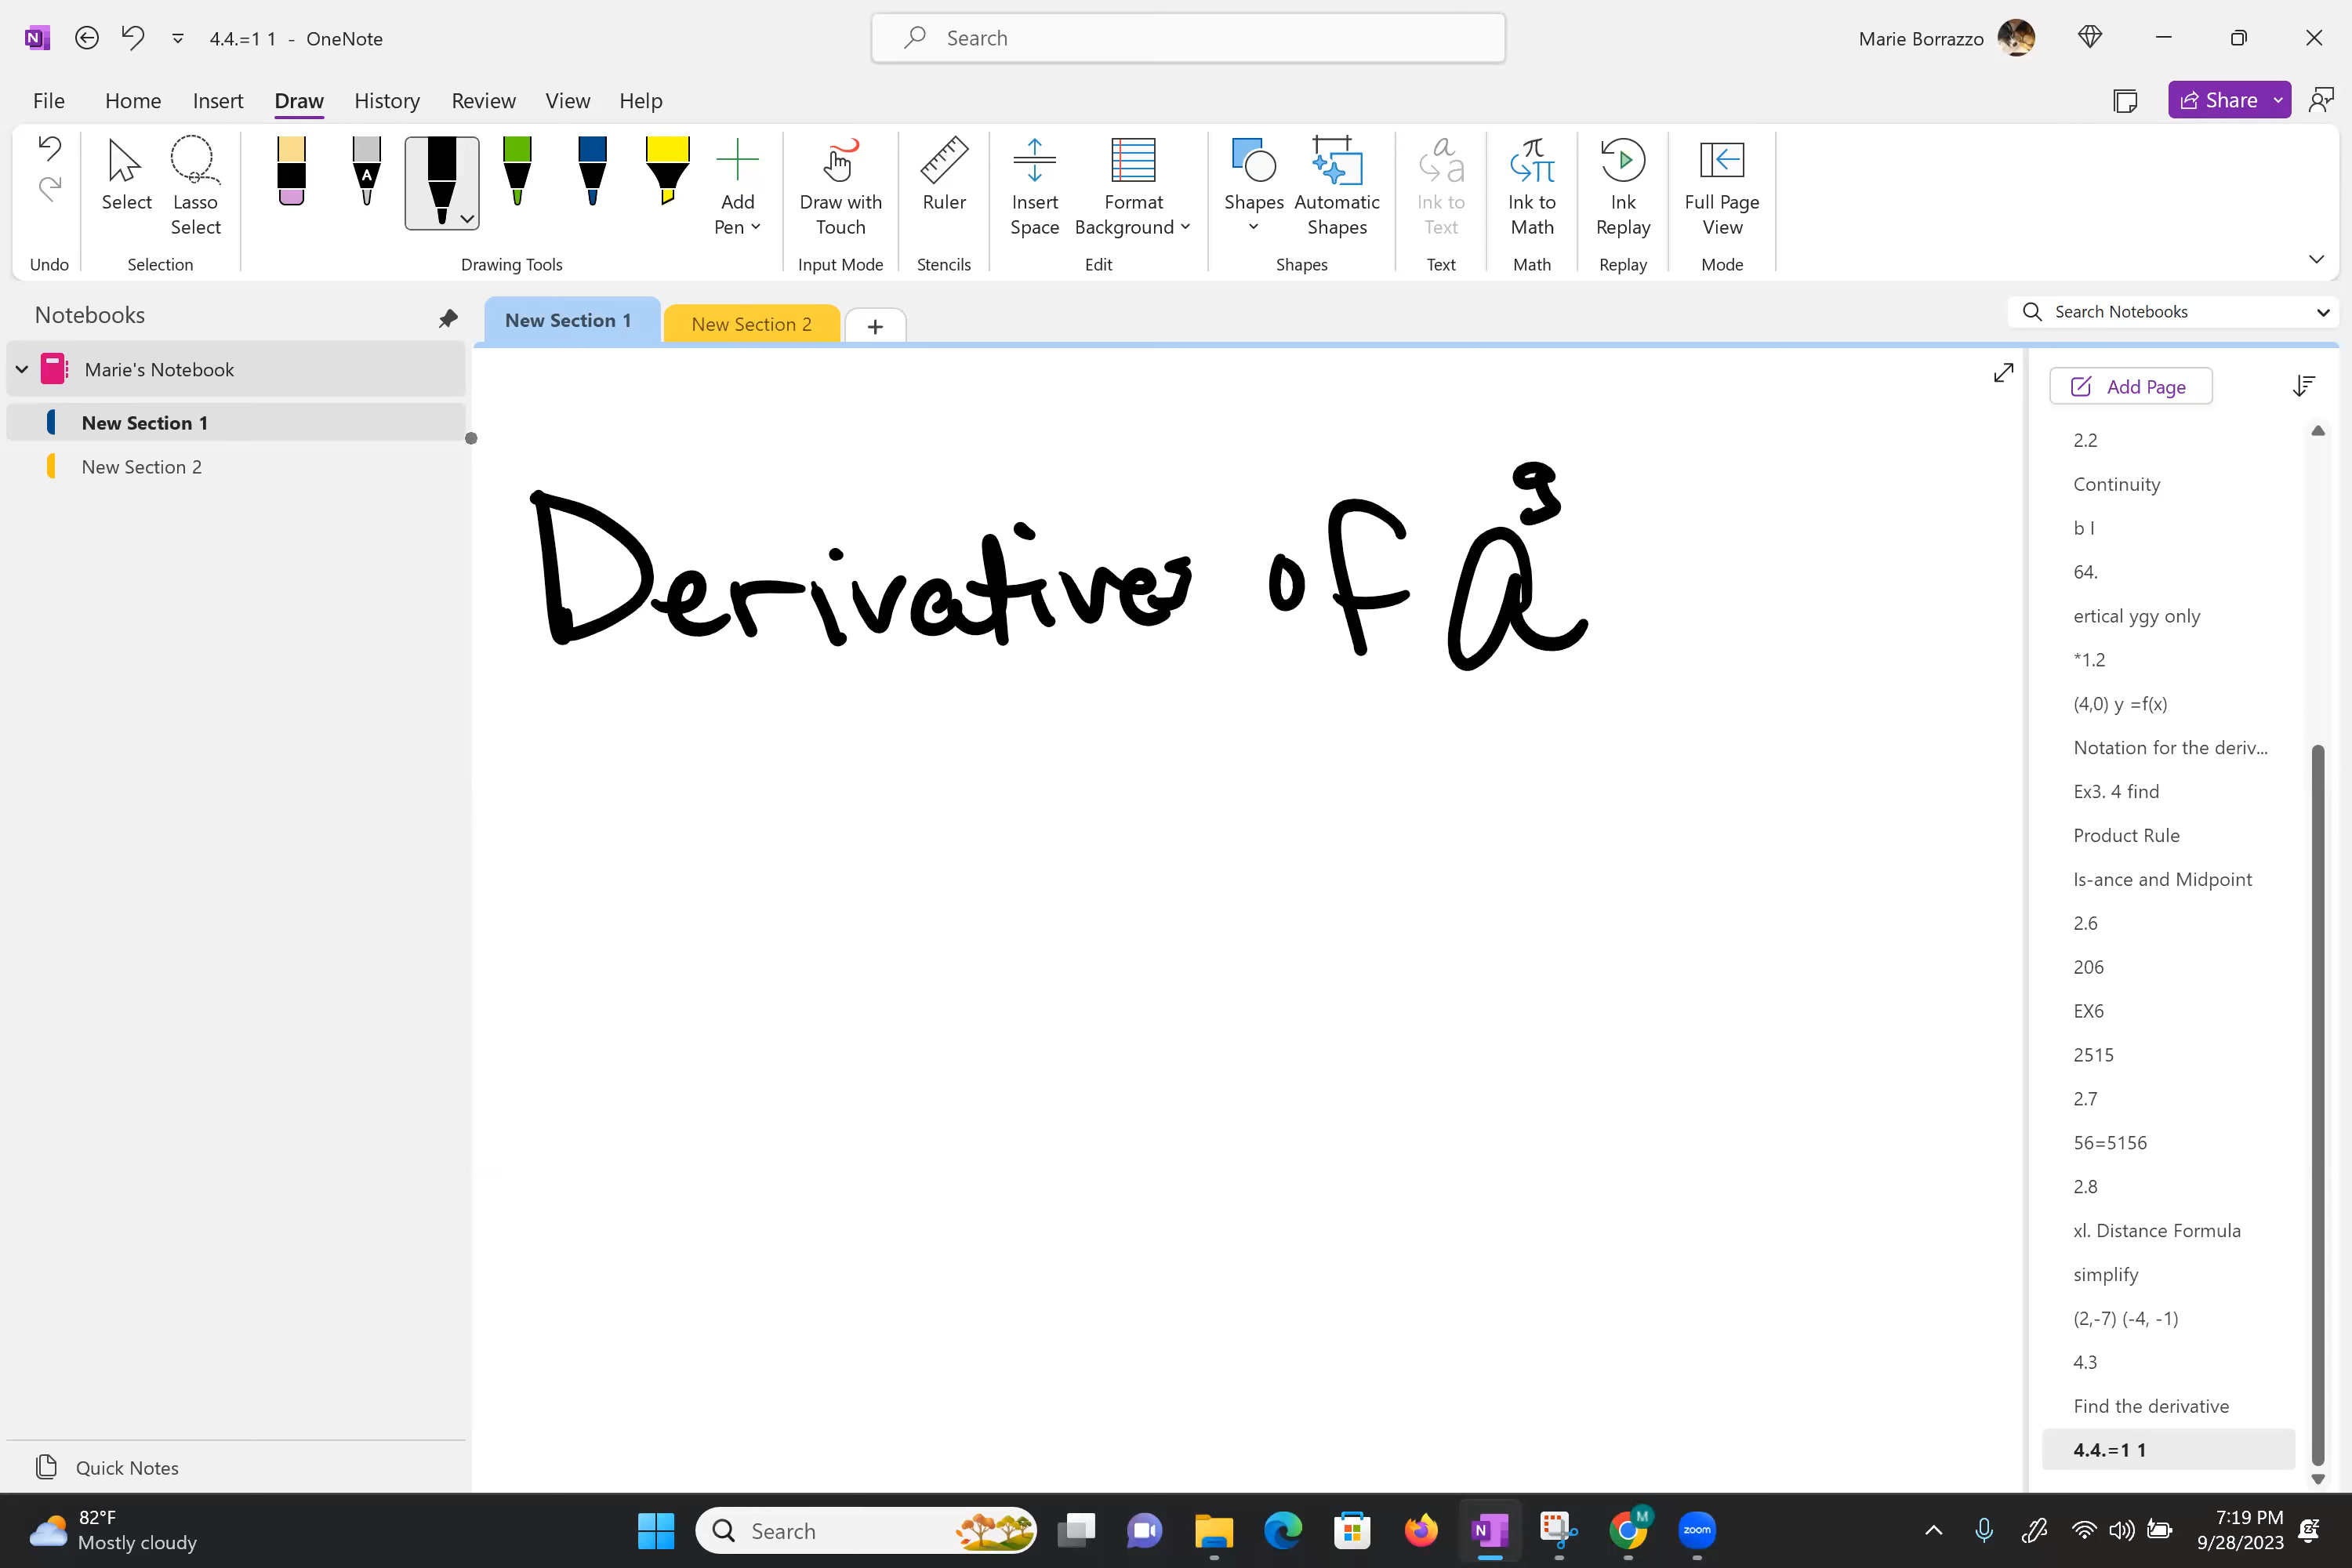 4.4.=1 1 - OneNote
Search
Marie Borrazzo
File Home Insert Draw History Review View Help
Share
Select
Lasso Select
A
Add Pen
Draw with Touch
Ruler
Insert Space
Format Background
Shapes
Automatic Shapes
Ink to Text
Ink to Math
Ink Replay
Full Page View
Undo
Selection
Drawing Tools
Input Mode
Stencils
Edit
Shapes
Text
Math
Replay
Mode
Notebooks
New Section 1
New Section 2
Search Notebooks
Marie's Notebook
New Section 1
New Section 2
Derivatives of a
Add Page
2.2
Continuity
b I
64.
ertical ygy only
*1.2
(4,0) y =f(x)
Notation for the deriv...
Ex3. 4 find
Product Rule
Is-ance and Midpoint
2.6
206
EX6
2515
2.7
56=5156
2.8
xl. Distance Formula
simplify
(2,-7) (-4, -1)
4.3
Find the derivative
4.4.=1 1
Quick Notes
82°F
Mostly cloudy
Search
M
zoom
7:19 PM
9/28/2023